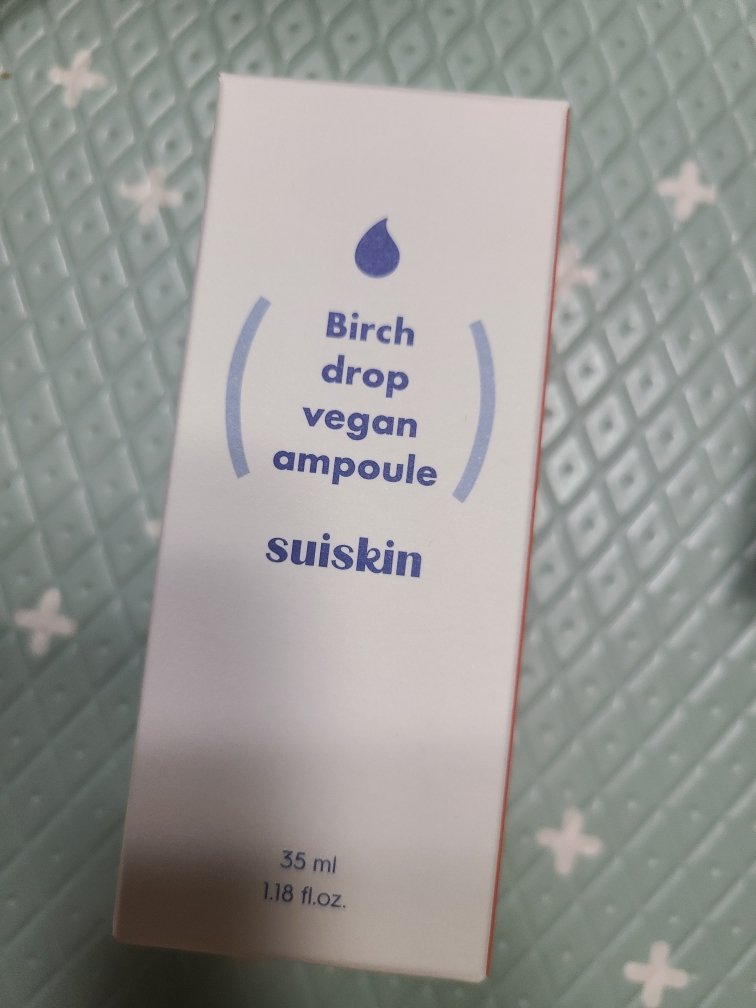 Birch
drop
vegan
ampoule
suiskin
35 ml
1.18 fl.oz.